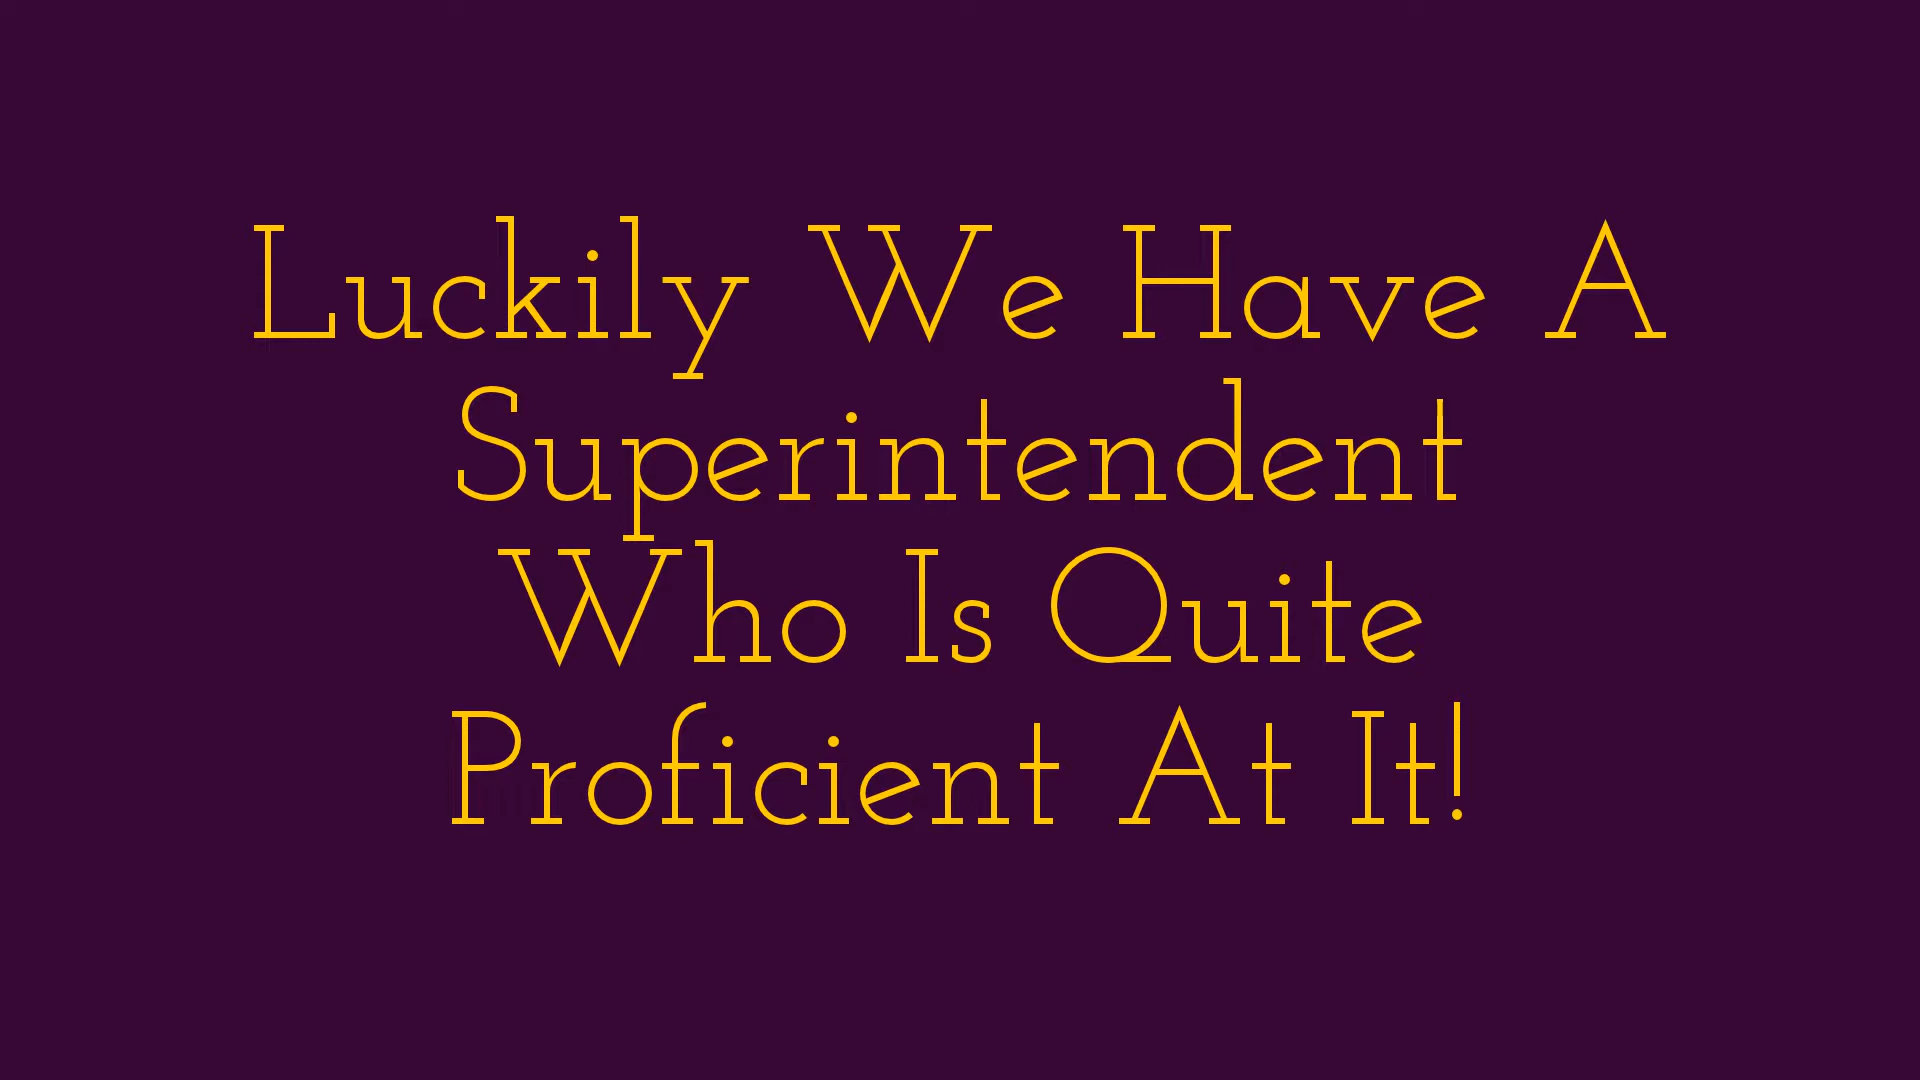 Luckily We Have A
Superintendent
Who Is Quite
Proficient At It!